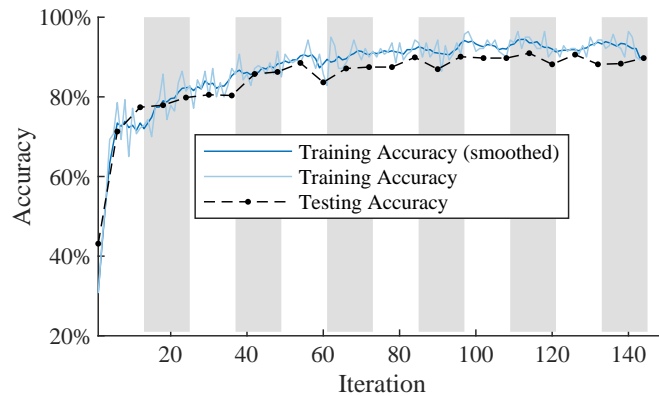 100%
80%
60%
40%
20%
Accuracy
Training Accuracy (smoothed)
Training Accuracy
Testing Accuracy
20 40 60 80 100 120 140
Iteration